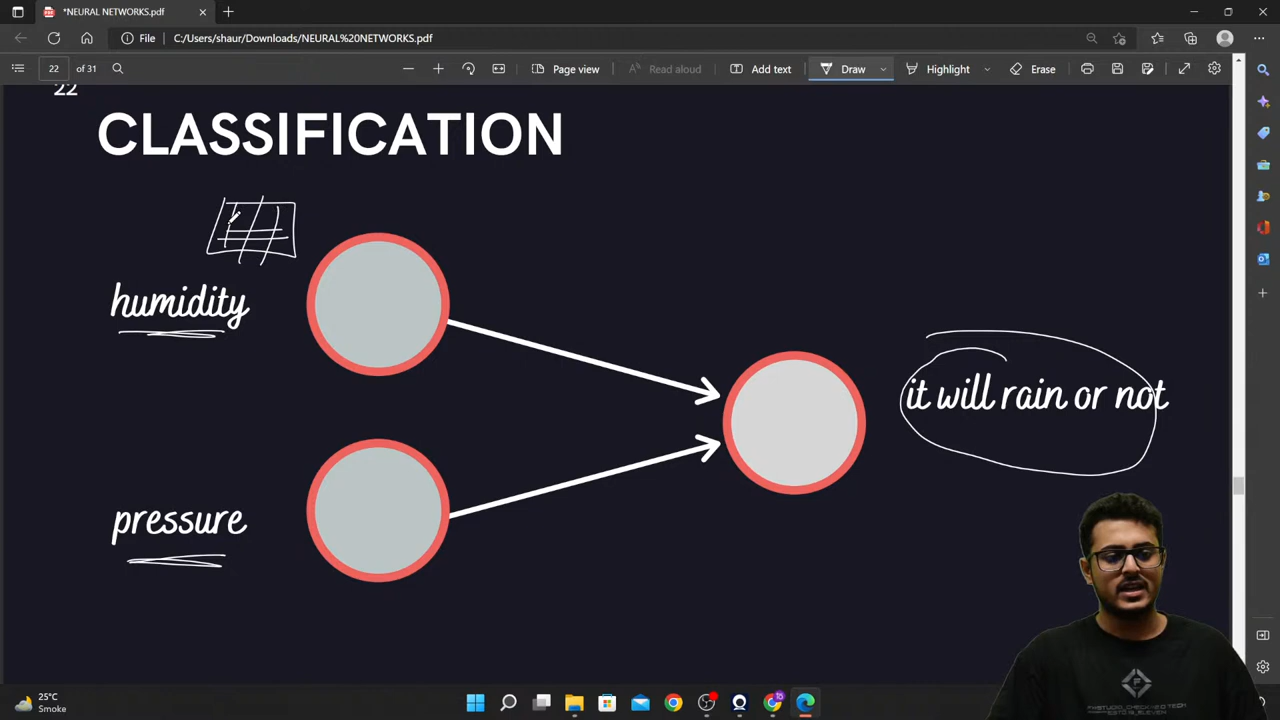 *NEURAL NETWORKS.pdf
File
C:/Users/shaur/Downloads/NEURAL%20NETWORKS.pdf
22
of 31
Page view
Read aloud
Add text
Draw
Highlight
Erase
22
CLASSIFICATION
humidity
it will rain or not
pressure
25°C
Smoke